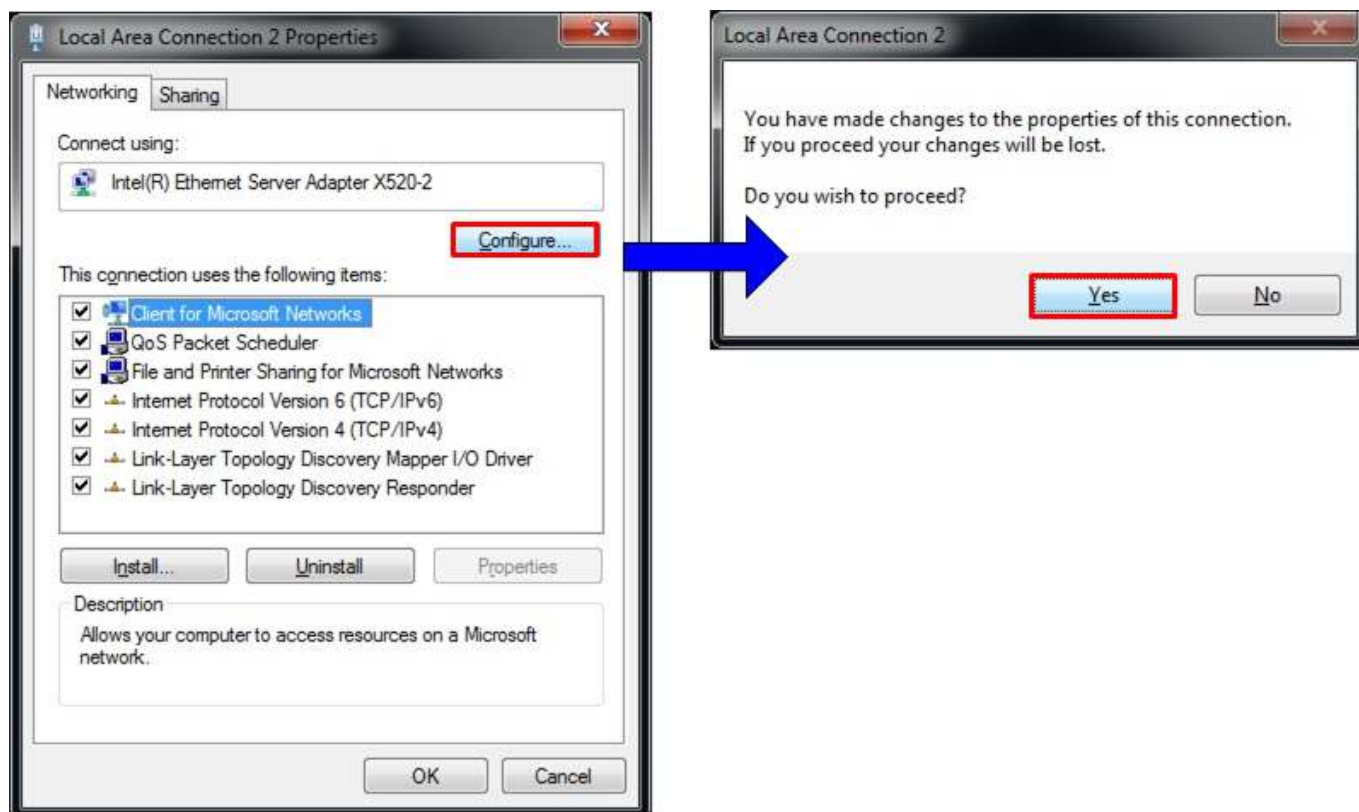 Local Area Connection 2 Properties
Networking
Sharing
Connect using:
Intel(R) Ethernet Server Adapter X520-2
Configure...
This connection uses the following items:
Client for Microsoft Networks
QoS Packet Scheduler
File and Printer Sharing for Microsoft Networks
Internet Protocol Version 6 (TCP/IPv6)
Internet Protocol Version 4 (TCP/IPv4)
Link-Layer Topology Discovery Mapper I/O Driver
Link-Layer Topology Discovery Responder
Install...
Uninstall
Properties
Description
Allows your computer to access resources on a Microsoft
network.
OK
Cancel
Local Area Connection 2
You have made changes to the properties of this connection.
If you proceed your changes will be lost.
Do you wish to proceed?
Yes
No